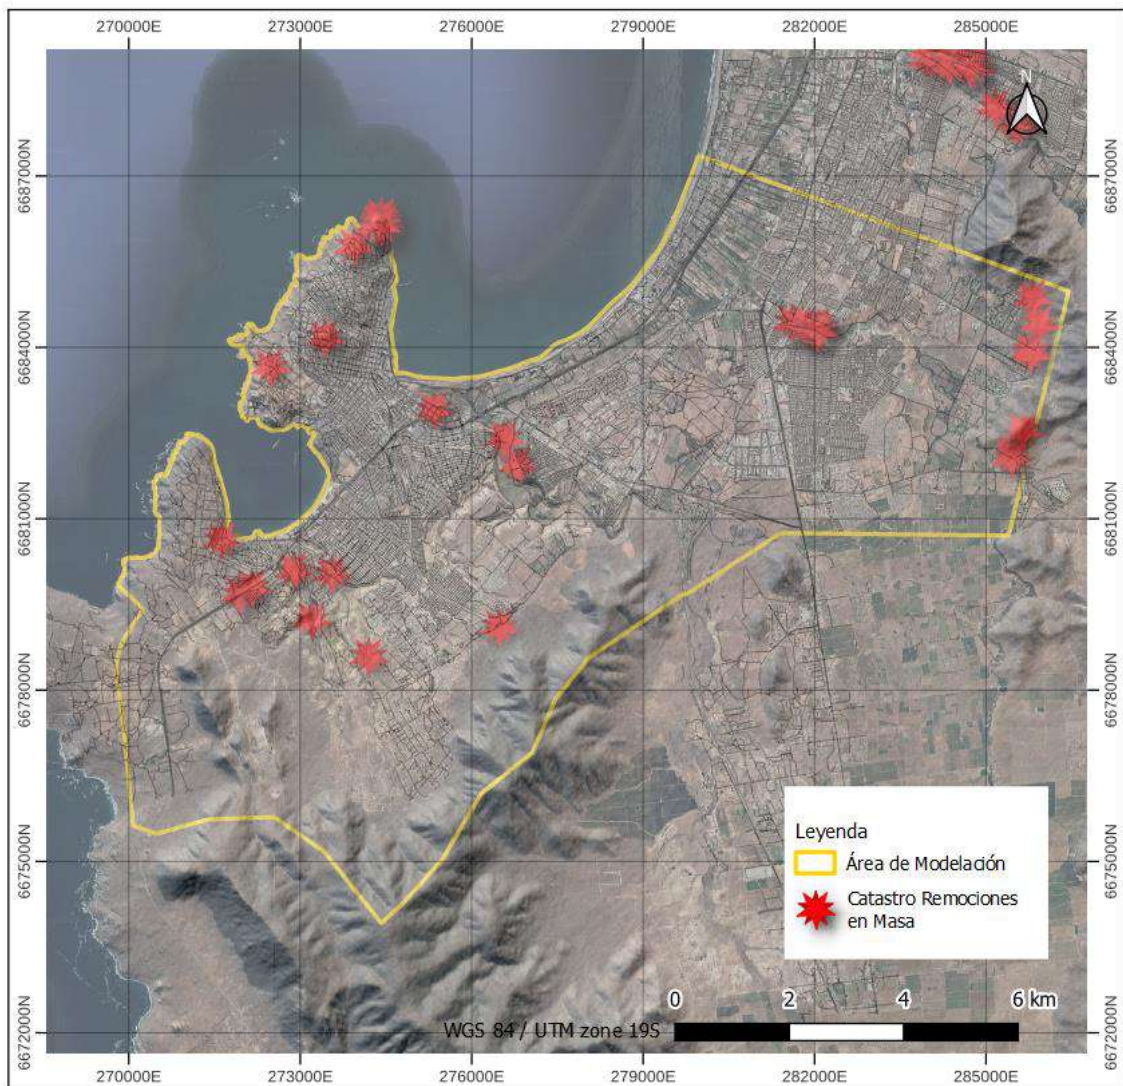 270000E 273000E 276000E 279000E 282000E 285000E
N
6687000N 6687000N
6684000N 6684000N
6681000N 6681000N
6678000N 6678000N
Leyenda
Área de Modelación
6675000N 6675000N
Catastro Remociones
en Masa
0 2 4 6 km
WGS 84 / UTM zone 19S
6672000N 6672000N
270000E 273000E 276000E 279000E 282000E 285000E